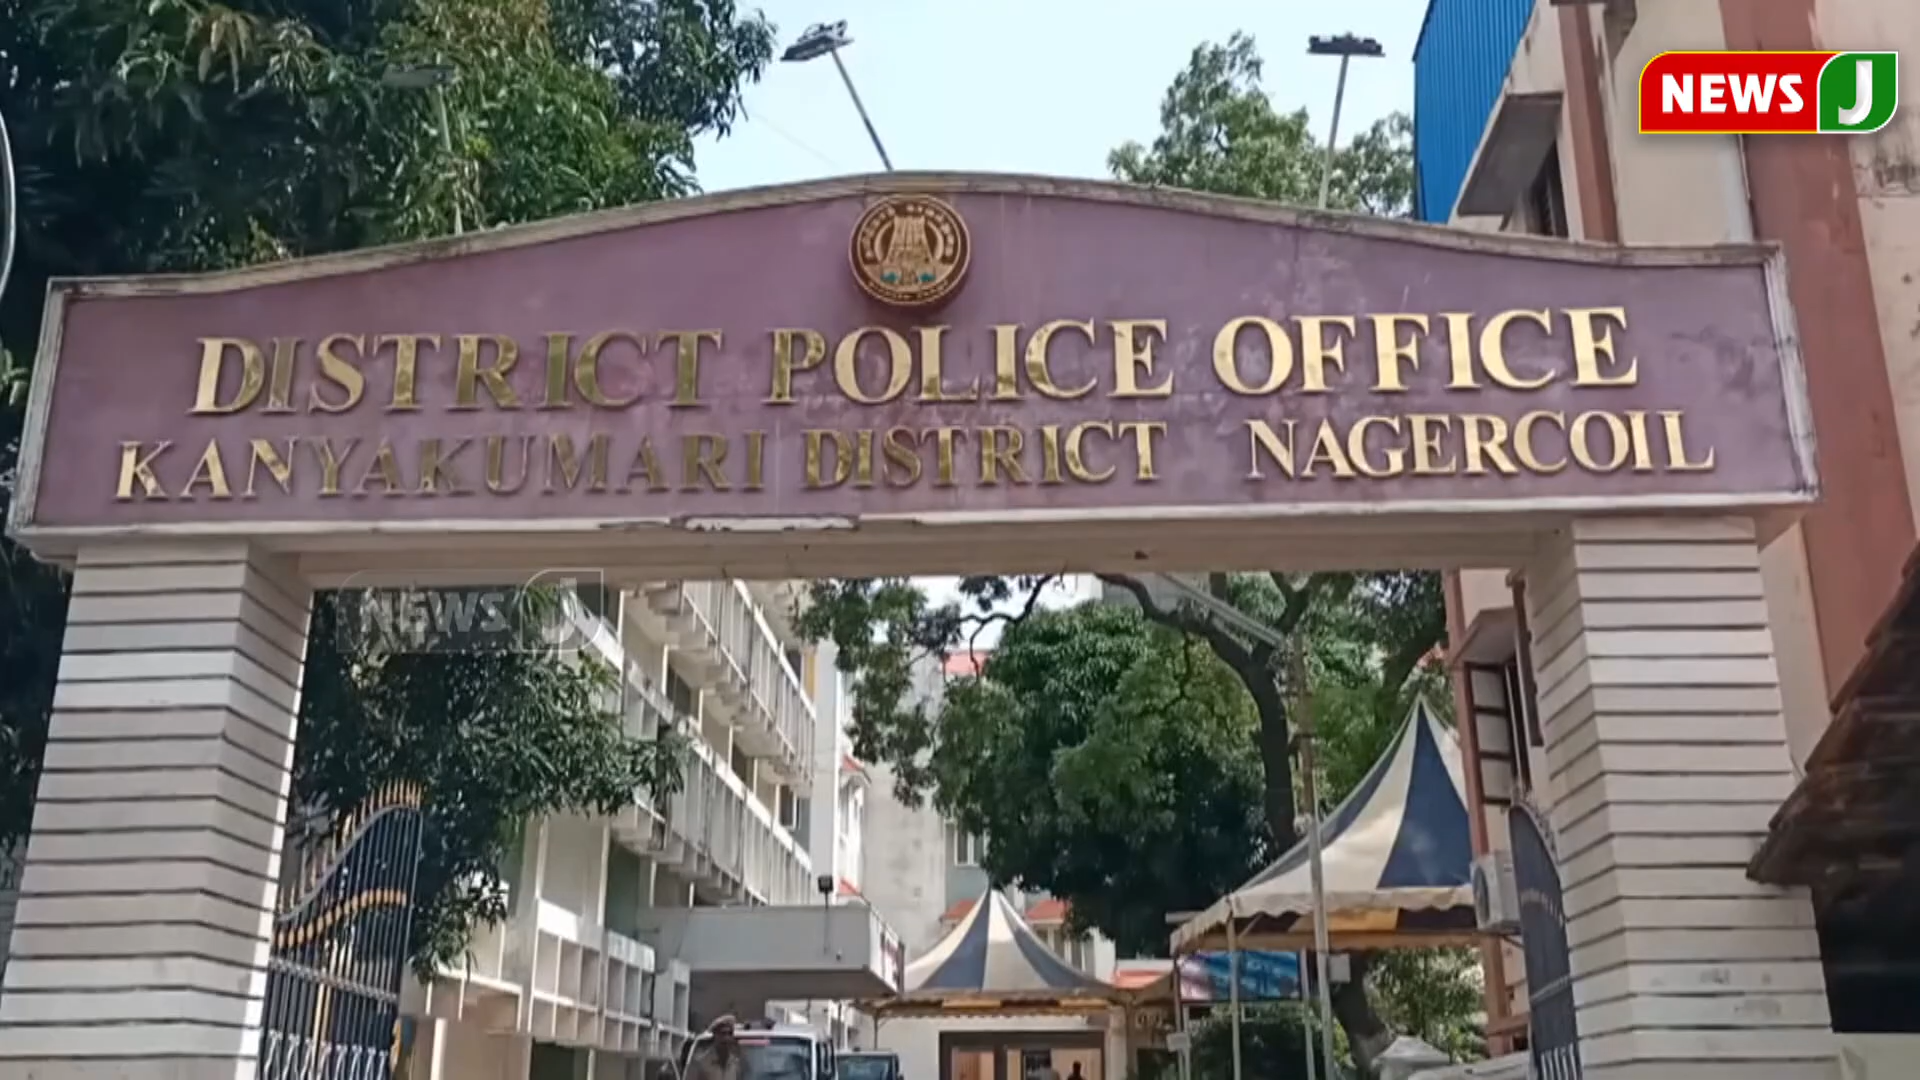 NEWS J
DISTRICT POLICE OFFICE
KANYAKUMARI DISTRICT NAGERCOIL
NEWS J